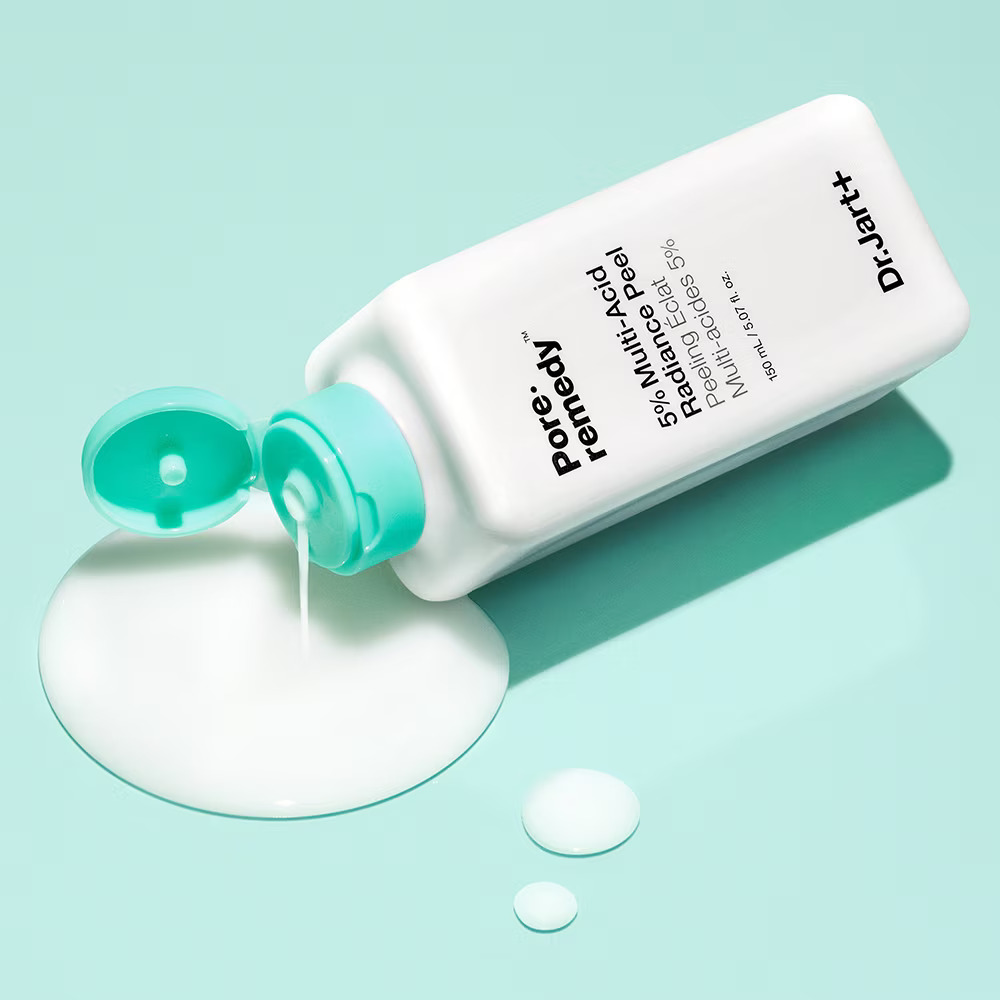 Pore.
remedy™
5% Multi-Acid
Radiance Peel
Peeling Éclat
Multi-acides 5%
150 mL / 5.07 fl. oz.
Dr.Jart+